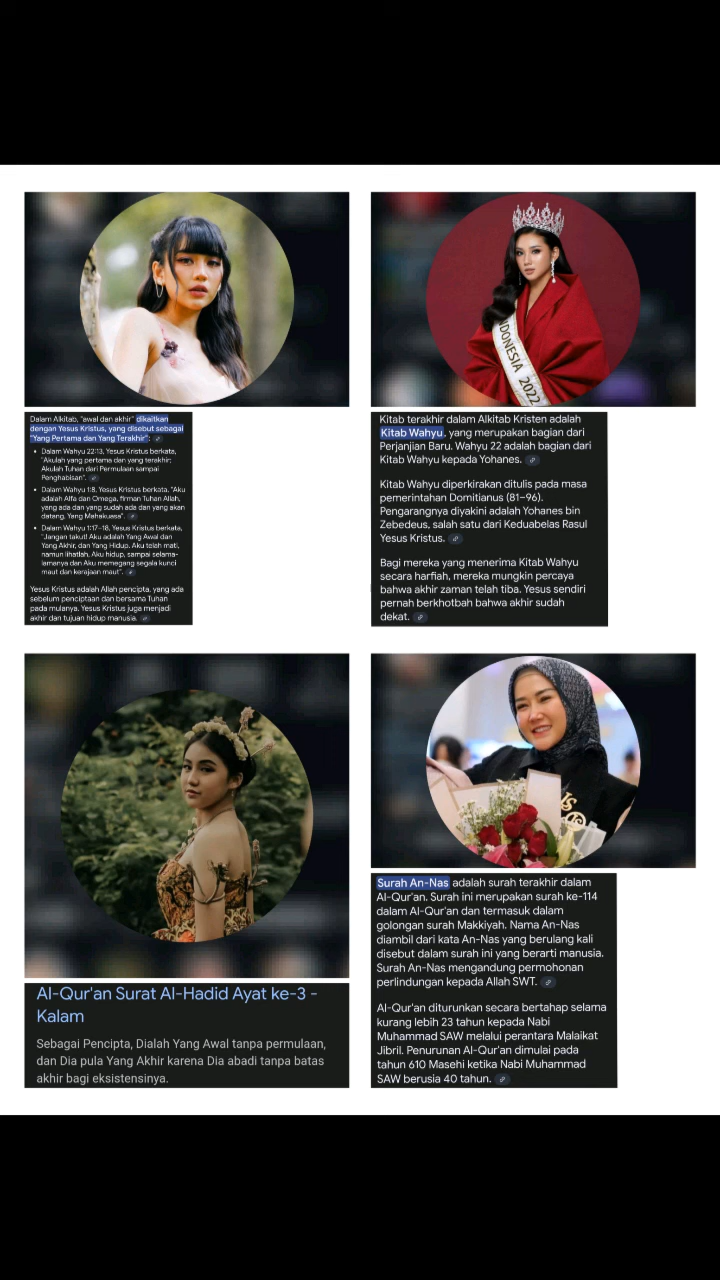 Dalam Alkitab, "awal dan akhir" dikaitkan
dengan Yesus Kristus, yang disebut sebagai
"Yang Pertama dan Yang Terakhir":
Dalam Wahyu 22:13, Yesus Kristus berkata,
"Akulah yang pertama dan yang terakhir;
Akulah Tuhan dari Permulaan sampai
Penghabisan".
Dalam Wahyu 1:8, Yesus Kristus berkata, "Aku
adalah Alfa dan Omega, firman Tuhan Allah,
yang ada dan yang sudah ada dan yang akan
datang, Yang Mahakuasa".
Dalam Wahyu 1:17–18, Yesus Kristus berkata,
"Jangan takut! Aku adalah Yang Awal dan
Yang Akhir, dan Yang Hidup. Aku telah mati,
namun lihatlah, Aku hidup, sampai selama-
lamanya dan Aku memegang segala kunci
maut dan kerajaan maut".
Yesus Kristus adalah Allah pencipta, yang ada
sebelum penciptaan dan bersama Tuhan
pada mulanya. Yesus Kristus juga menjadi
akhir dan tujuan hidup manusia.
INDONESIA 2022
Kitab terakhir dalam Alkitab Kristen adalah
Kitab Wahyu, yang merupakan bagian dari
Perjanjian Baru. Wahyu 22 adalah bagian dari
Kitab Wahyu kepada Yohanes.
Kitab Wahyu diperkirakan ditulis pada masa
pemerintahan Domitianus (81–96).
Pengarangnya diyakini adalah Yohanes bin
Zebedeus, salah satu dari Keduabelas Rasul
Yesus Kristus.
Bagi mereka yang menerima Kitab Wahyu
secara harfiah, mereka mungkin percaya
bahwa akhir zaman telah tiba. Yesus sendiri
pernah berkhotbah bahwa akhir sudah
dekat.
Al-Qur'an Surat Al-Hadid Ayat ke-3 -
Kalam
Sebagai Pencipta, Dialah Yang Awal tanpa permulaan,
dan Dia pula Yang Akhir karena Dia abadi tanpa batas
akhir bagi eksistensinya.
Surah An-Nas adalah surah terakhir dalam
Al-Qur'an. Surah ini merupakan surah ke-114
dalam Al-Qur'an dan termasuk dalam
golongan surah Makkiyah. Nama An-Nas
diambil dari kata An-Nas yang berulang kali
disebut dalam surah ini yang berarti manusia.
Surah An-Nas mengandung permohonan
perlindungan kepada Allah SWT.
Al-Qur'an diturunkan secara bertahap selama
kurang lebih 23 tahun kepada Nabi
Muhammad SAW melalui perantara Malaikat
Jibril. Penurunan Al-Qur'an dimulai pada
tahun 610 Masehi ketika Nabi Muhammad
SAW berusia 40 tahun.